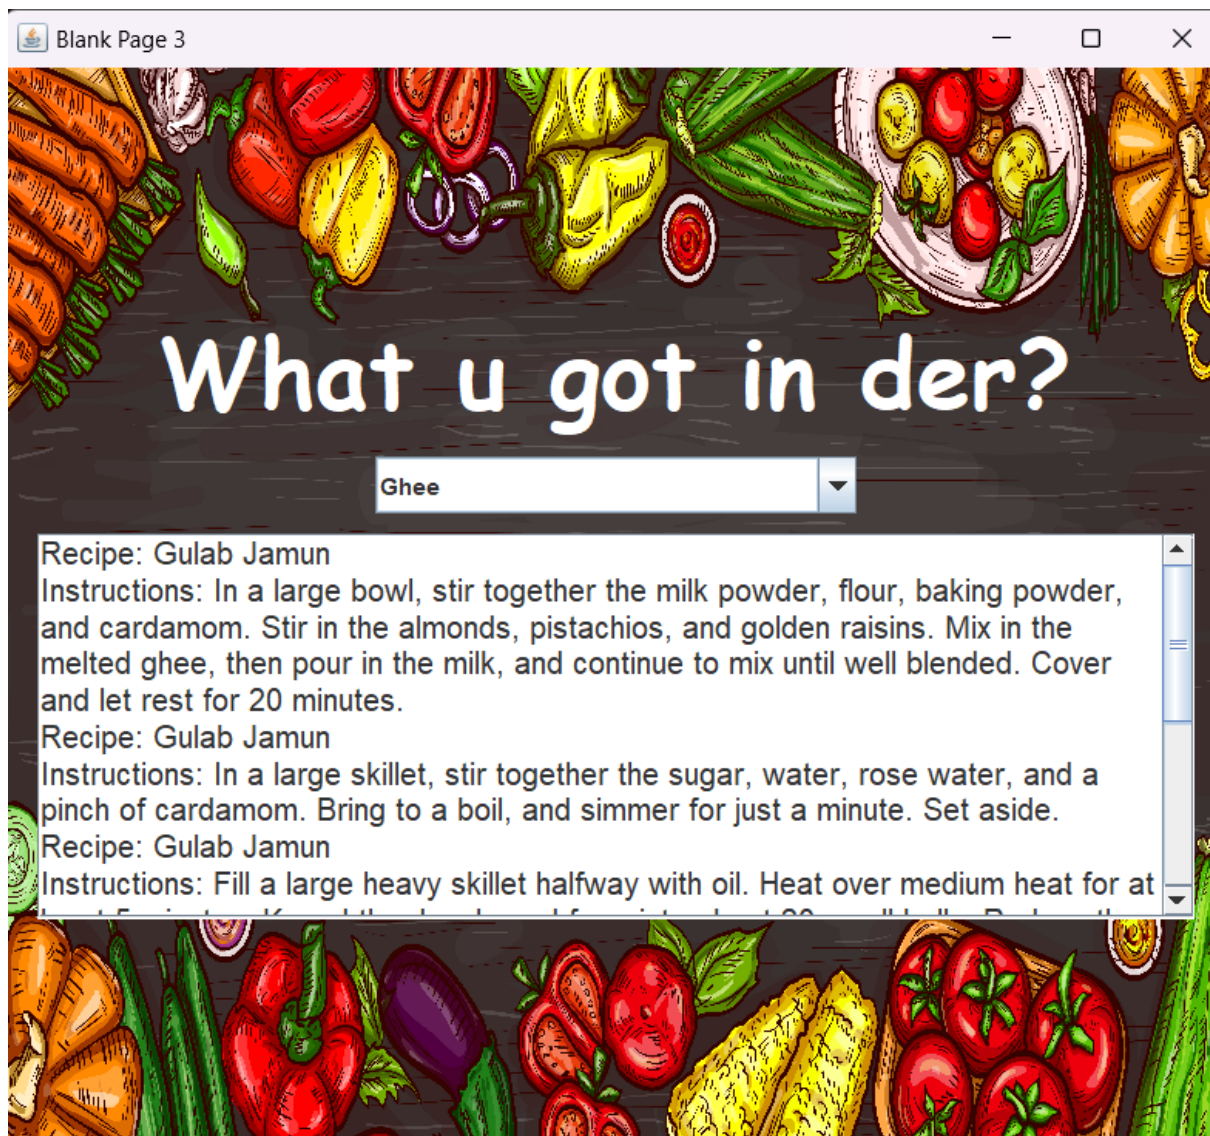 Blank Page 3
What u got in der?
Ghee
Recipe: Gulab Jamun
Instructions: In a large bowl, stir together the milk powder, flour, baking powder,
and cardamom. Stir in the almonds, pistachios, and golden raisins. Mix in the
melted ghee, then pour in the milk, and continue to mix until well blended. Cover
and let rest for 20 minutes.
Recipe: Gulab Jamun
Instructions: In a large skillet, stir together the sugar, water, rose water, and a
pinch of cardamom. Bring to a boil, and simmer for just a minute. Set aside.
Recipe: Gulab Jamun
Instructions: Fill a large heavy skillet halfway with oil. Heat over medium heat for at